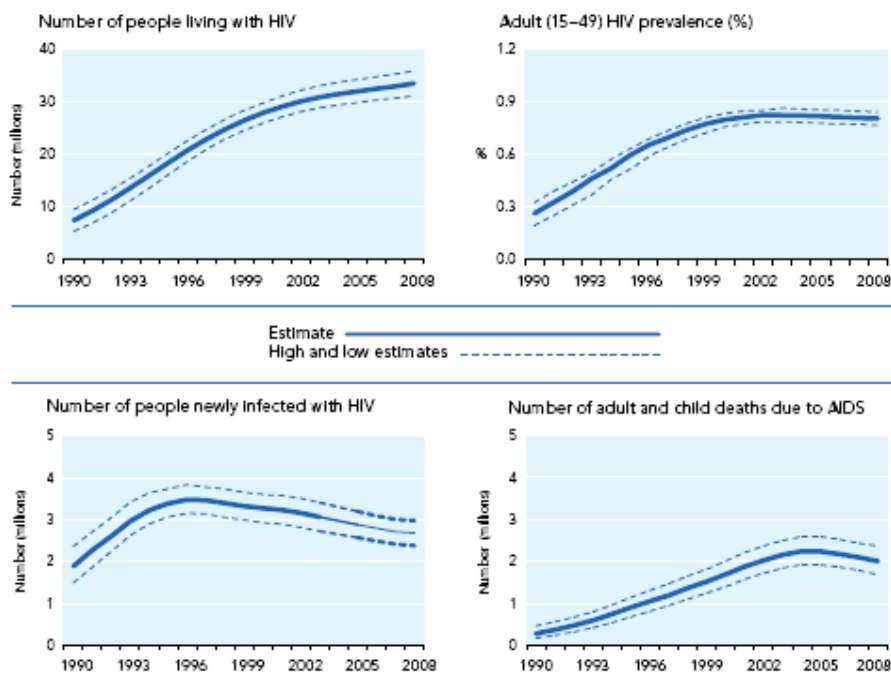 Number of people living with HIV
40
30
20
10
0
Number (millions)
1990 1993 1996 1999 2002 2005 2008
Adult (15–49) HIV prevalence (%)
1.2
0.9
0.6
0.3
0.0
%
1990 1993 1996 1999 2002 2005 2008
Estimate
High and low estimates
Number of people newly infected with HIV
5
4
3
2
1
0
Number (millions)
1990 1993 1996 1999 2002 2005 2008
Number of adult and child deaths due to AIDS
5
4
3
2
1
0
Number (millions)
1990 1993 1996 1999 2002 2005 2008